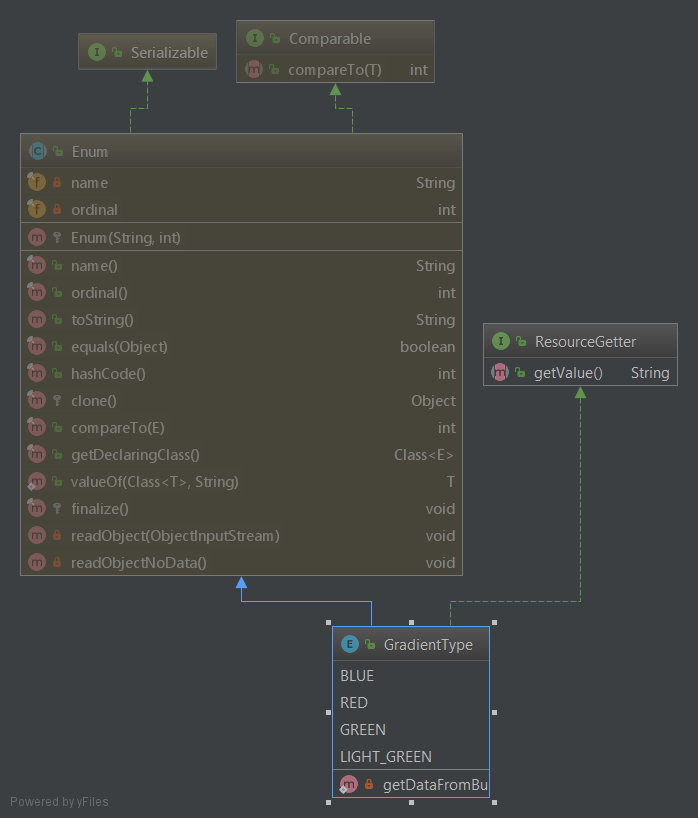 Serializable
Comparable
compareTo(T) int
Enum
name String
ordinal int
Enum(String, int)
name() String
ordinal() int
toString() String
equals(Object) boolean
hashCode() int
clone() Object
compareTo(E) int
getDeclaringClass() Class<E>
valueOf(Class<T>, String) T
finalize() void
readObject(ObjectInputStream) void
readObjectNoData() void
ResourceGetter
getValue() String
GradientType
BLUE
RED
GREEN
LIGHT_GREEN
getDataFromBu
Powered by yFiles